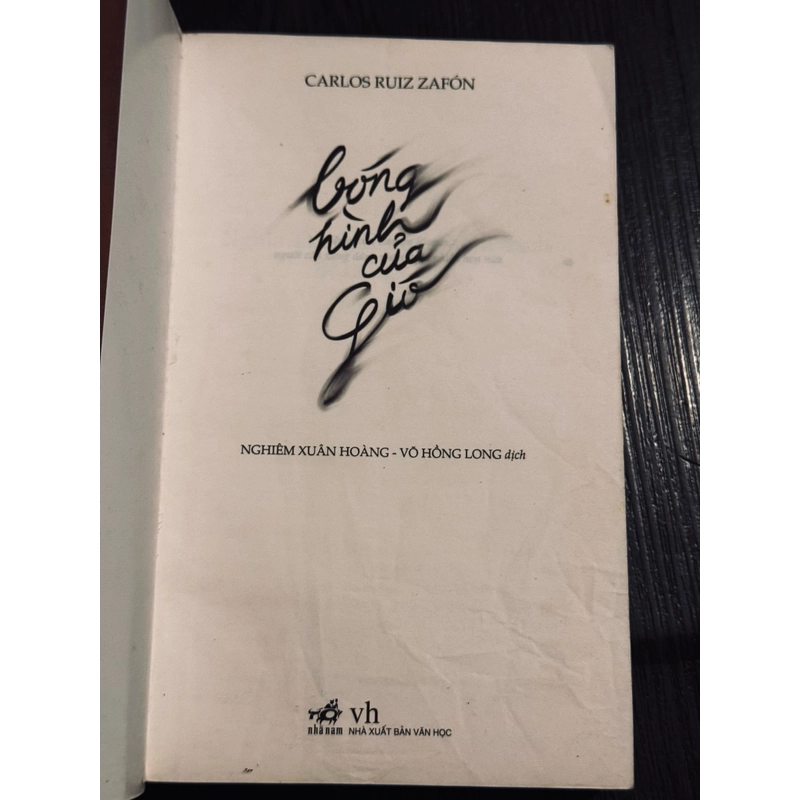 CARLOS RUIZ ZAFÓN
bóng
hình
của
Gió
NGHIÊM XUÂN HOÀNG - VÕ HỒNG LONG dịch
nhã nam
vh
NHÀ XUẤT BẢN VĂN HỌC